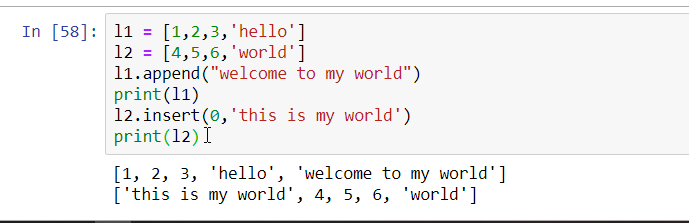 In [58]: l1 = [1,2,3,'hello']
l2 = [4,5,6,'world']
l1.append("welcome to my world")
print(l1)
l2.insert(0,'this is my world')
print(l2)
[1, 2, 3, 'hello', 'welcome to my world']
['this is my world', 4, 5, 6, 'world']